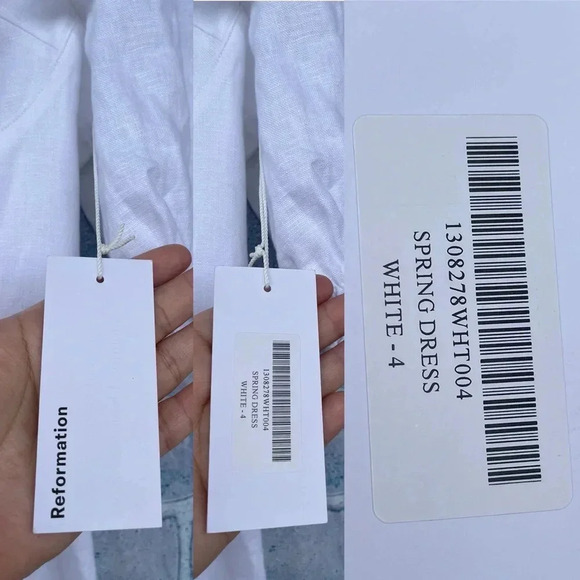 Reformation
1308278WHT004
SPRING DRESS
WHITE - 4
1308278WHT004
SPRING DRESS
WHITE - 4